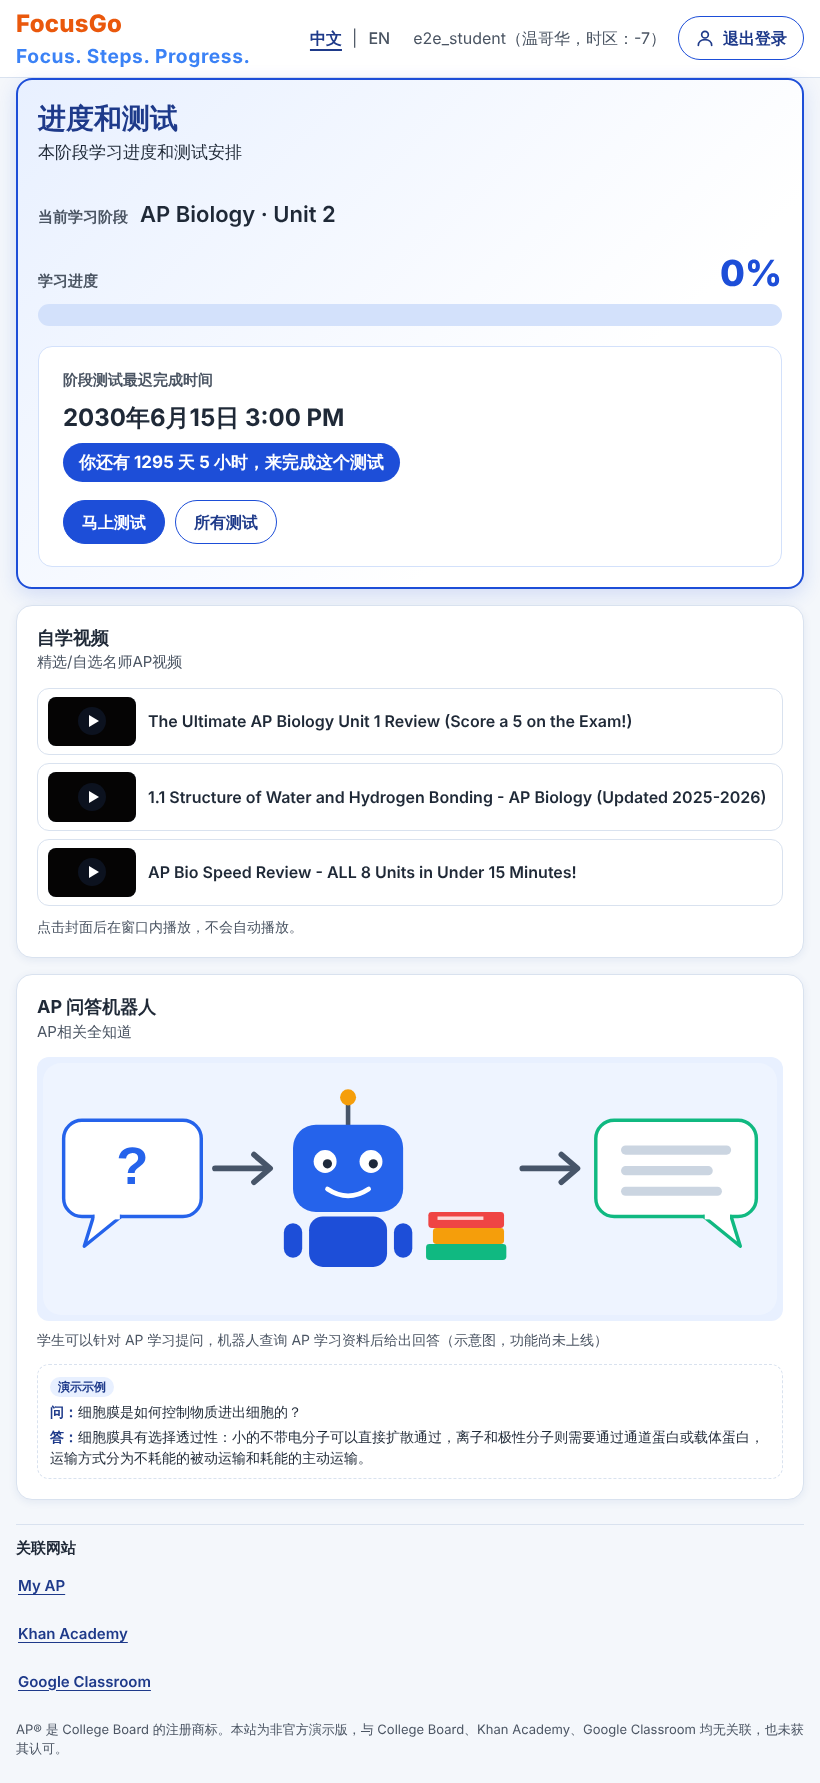 FocusGo
Focus. Steps. Progress.
中文 | EN e2e_student（温哥华，时区：-7） 退出登录
进度和测试
本阶段学习进度和测试安排
当前学习阶段 AP Biology · Unit 2
学习进度 0%
阶段测试最迟完成时间
2030年6月15日 3:00 PM
你还有 1295 天 5 小时，来完成这个测试
马上测试 所有测试
自学视频
精选/自选名师AP视频
The Ultimate AP Biology Unit 1 Review (Score a 5 on the Exam!)
1.1 Structure of Water and Hydrogen Bonding - AP Biology (Updated 2025-2026)
AP Bio Speed Review - ALL 8 Units in Under 15 Minutes!
点击封面后在窗口内播放，不会自动播放。
AP 问答机器人
AP相关全知道
?
学生可以针对 AP 学习提问，机器人查询 AP 学习资料后给出回答（示意图，功能尚未上线）
演示示例
问：细胞膜是如何控制物质进出细胞的？
答：细胞膜具有选择透过性：小的不带电分子可以直接扩散通过，离子和极性分子则需要通过通道蛋白或载体蛋白，
运输方式分为不耗能的被动运输和耗能的主动运输。
关联网站
My AP
Khan Academy
Google Classroom
AP® 是 College Board 的注册商标。本站为非官方演示版，与 College Board、Khan Academy、Google Classroom 均无关联，也未获
其认可。